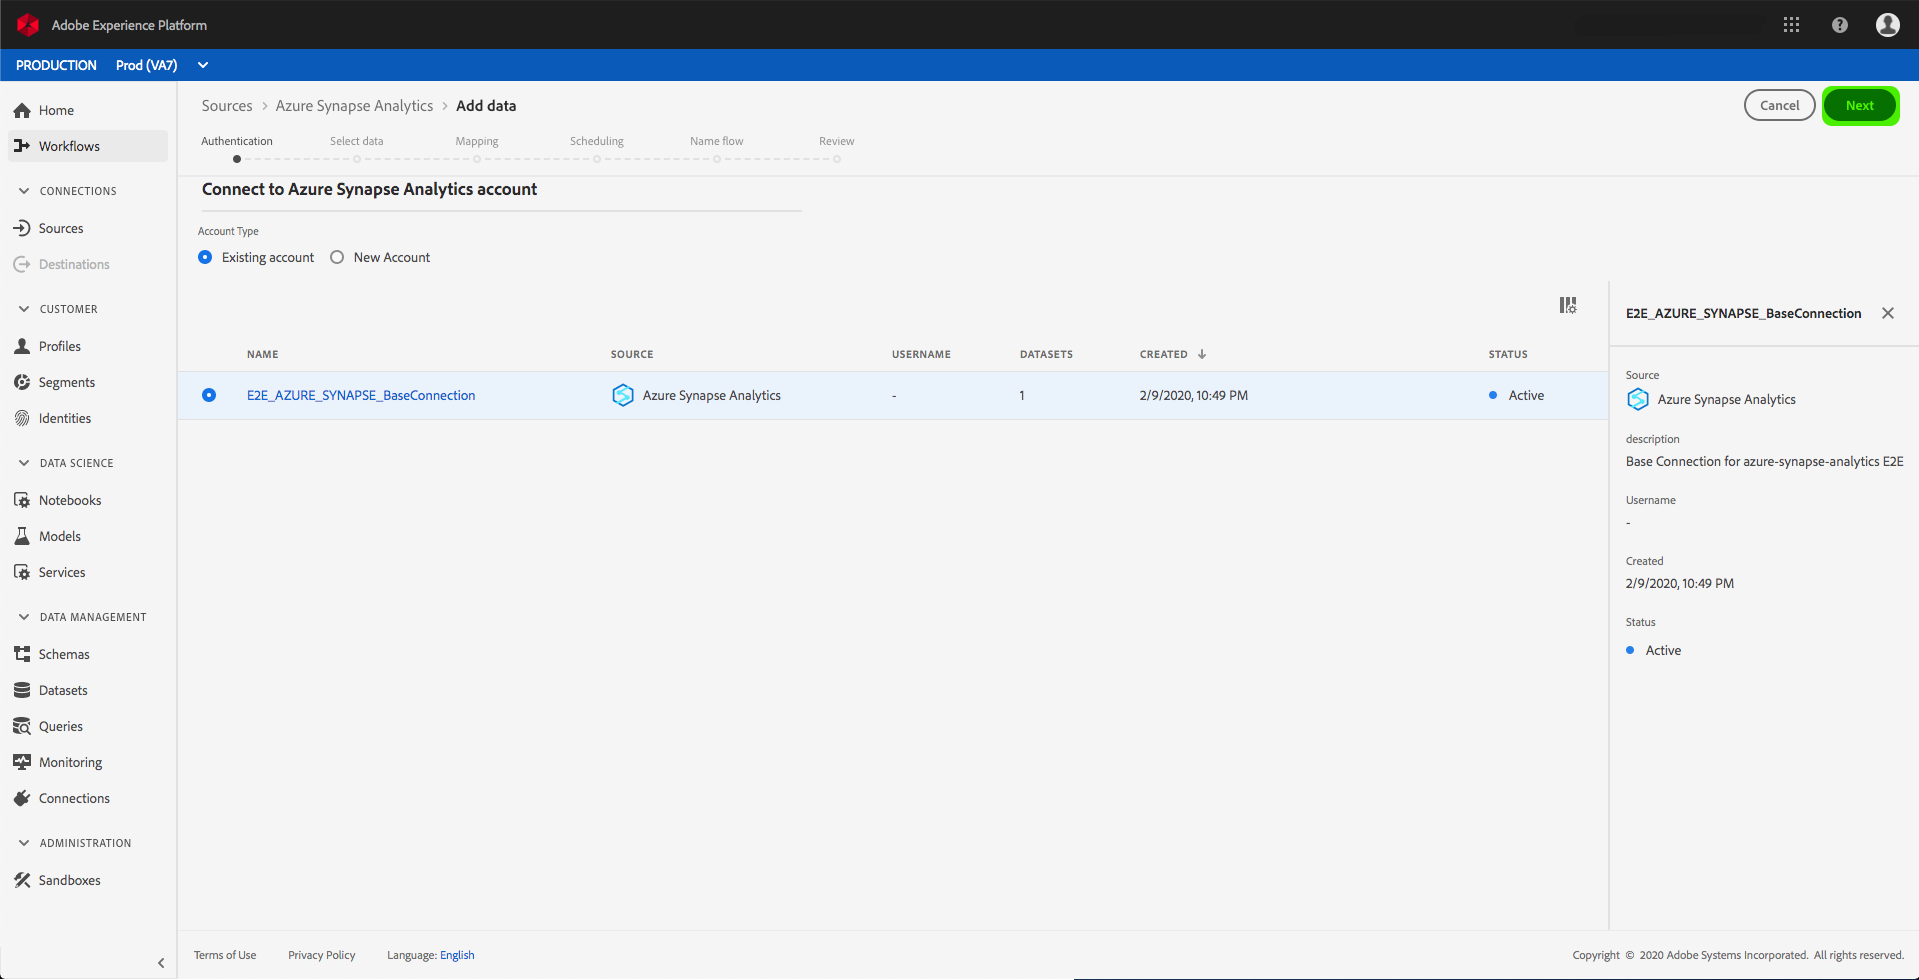 Adobe Experience Platform
PRODUCTION Prod (VA7)
Home
Workflows
CONNECTIONS
Sources
Destinations
CUSTOMER
Profiles
Segments
Identities
DATA SCIENCE
Notebooks
Models
Services
DATA MANAGEMENT
Schemas
Datasets
Queries
Monitoring
Connections
ADMINISTRATION
Sandboxes
Sources > Azure Synapse Analytics > Add data
Cancel Next
Authentication Select data Mapping Scheduling Name flow Review
Connect to Azure Synapse Analytics account
Account Type
Existing account New Account
NAME SOURCE USERNAME DATASETS CREATED ↓ STATUS
E2E_AZURE_SYNAPSE_BaseConnection Azure Synapse Analytics - 1 2/9/2020, 10:49 PM Active
E2E_AZURE_SYNAPSE_BaseConnection
Source
Azure Synapse Analytics
description
Base Connection for azure-synapse-analytics E2E
Username
-
Created
2/9/2020, 10:49 PM
Status
Active
Terms of Use Privacy Policy Language: English
Copyright © 2020 Adobe Systems Incorporated. All rights reserved.